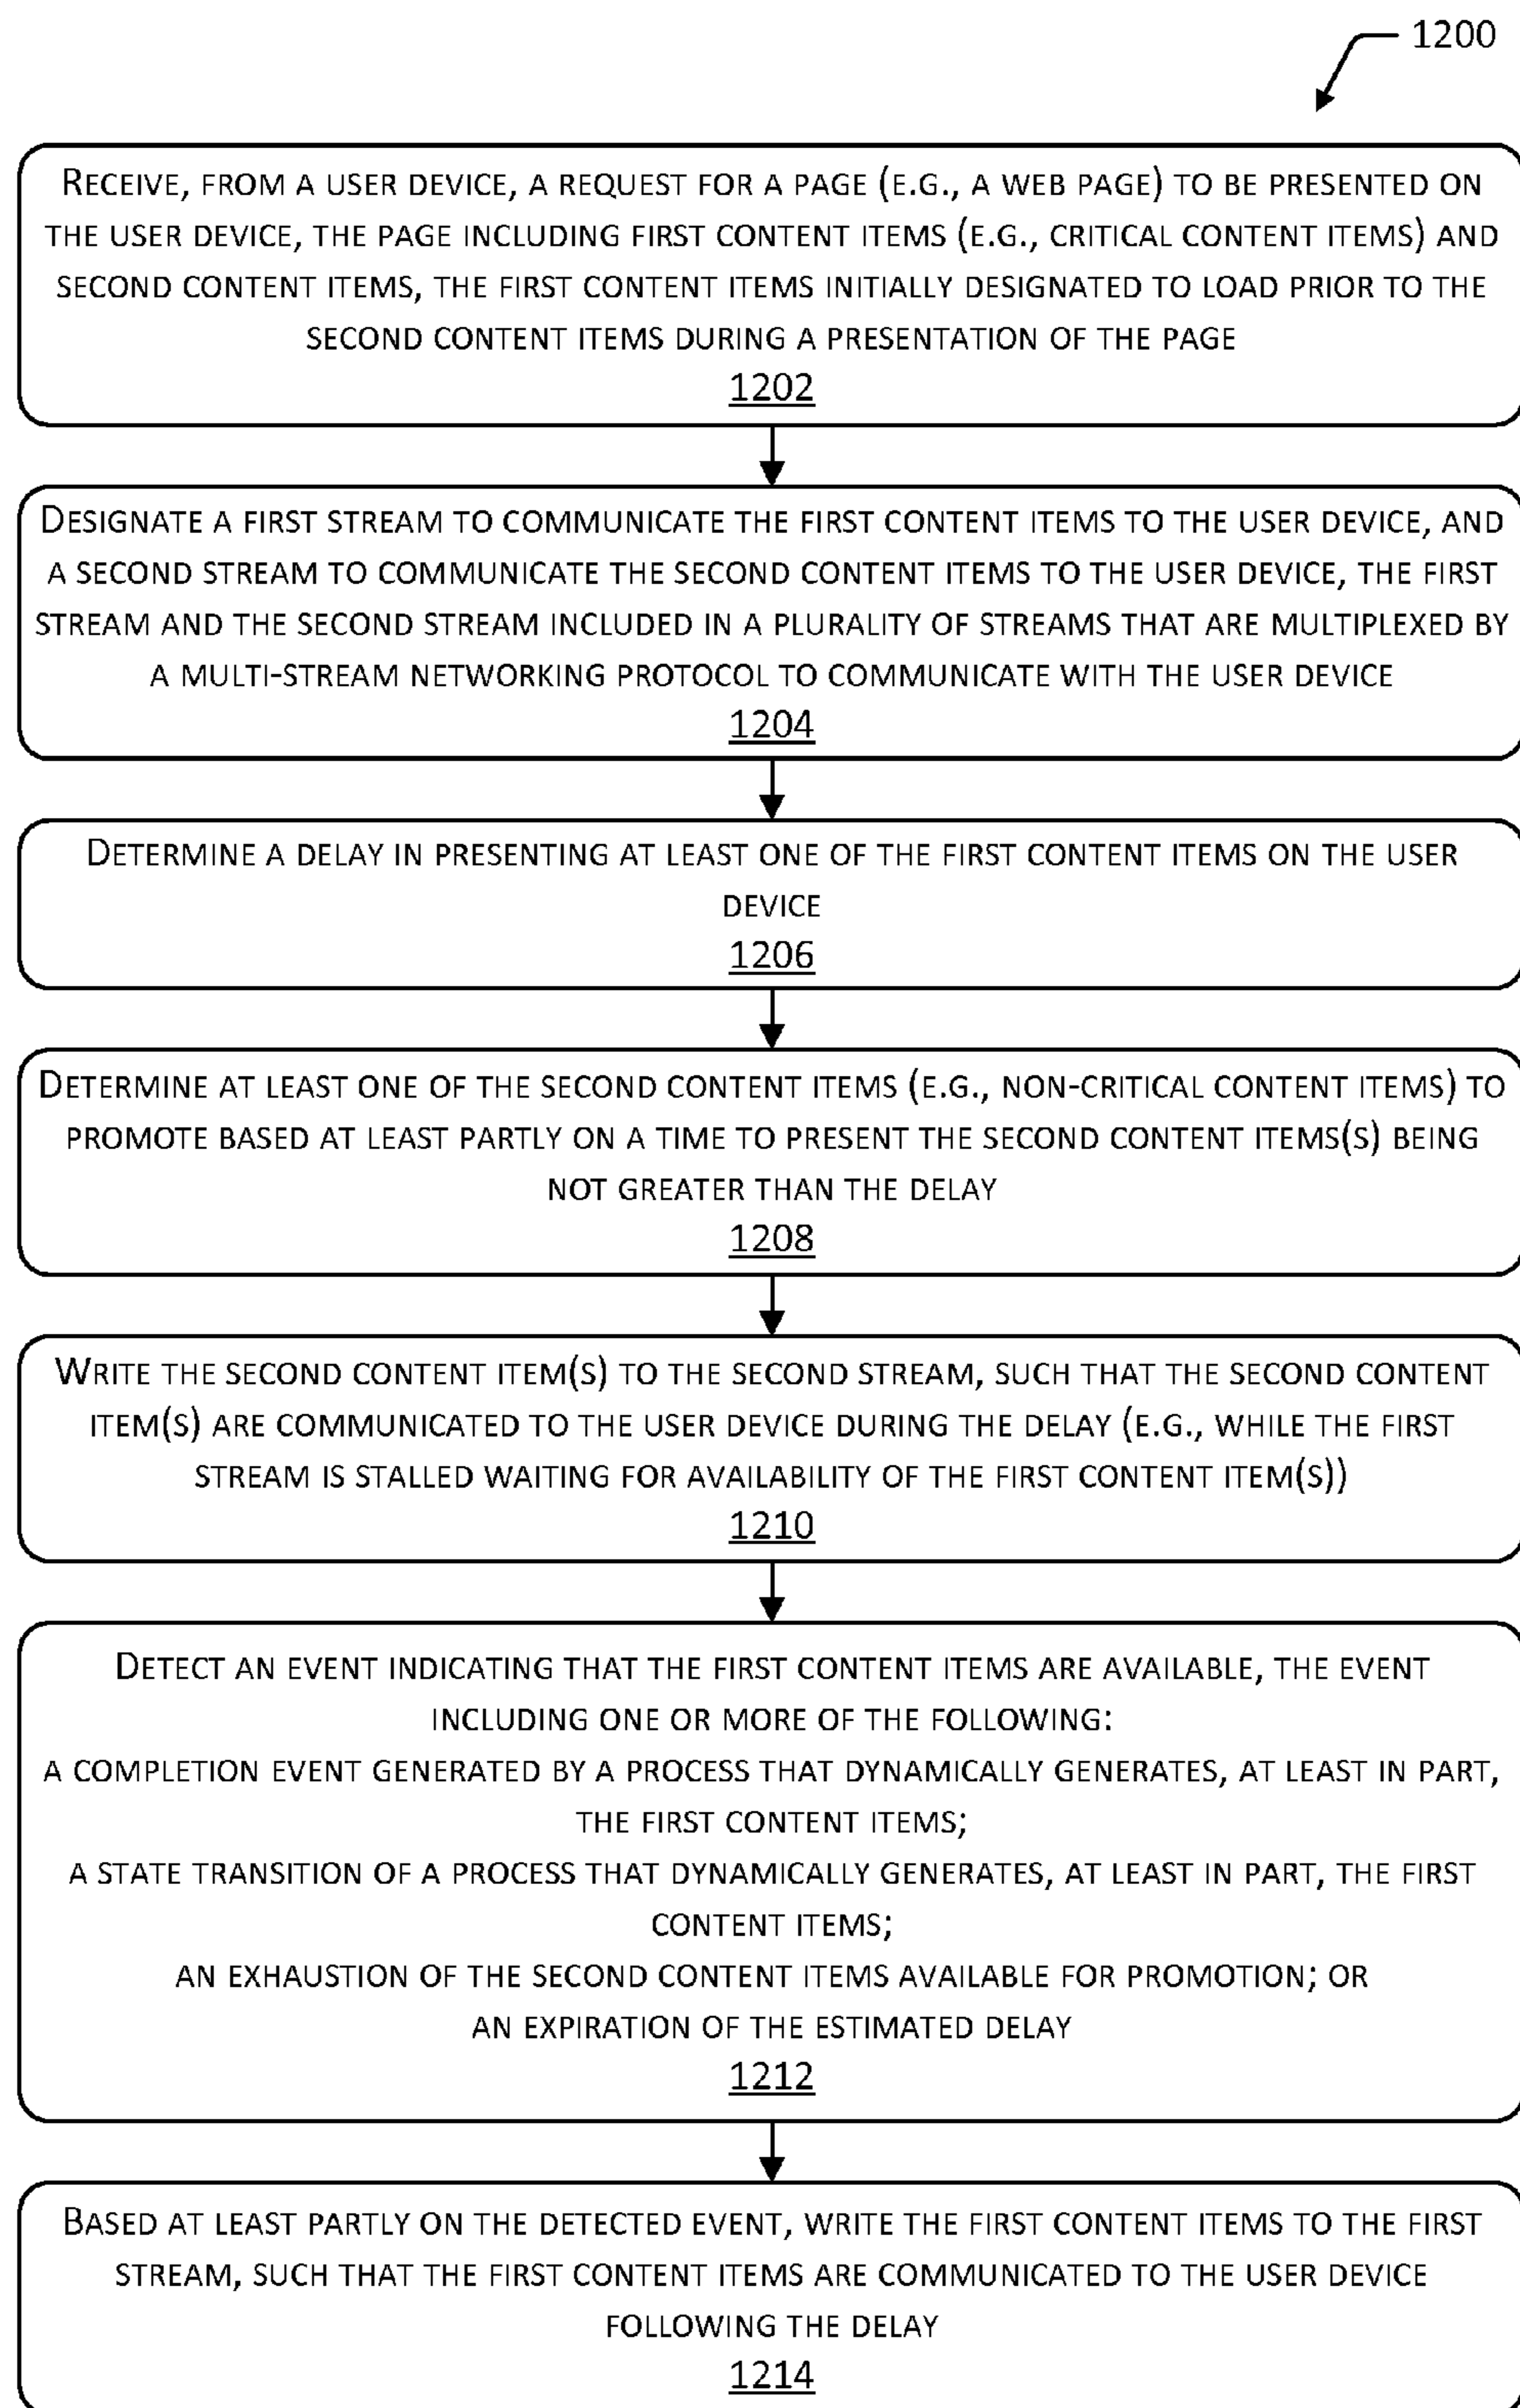 1200
RECEIVE, FROM A USER DEVICE, A REQUEST FOR A PAGE (E.G., A WEB PAGE) TO BE PRESENTED ON
THE USER DEVICE, THE PAGE INCLUDING FIRST CONTENT ITEMS (E.G., CRITICAL CONTENT ITEMS) AND
SECOND CONTENT ITEMS, THE FIRST CONTENT ITEMS INITIALLY DESIGNATED TO LOAD PRIOR TO THE
SECOND CONTENT ITEMS DURING A PRESENTATION OF THE PAGE
1202
DESIGNATE A FIRST STREAM TO COMMUNICATE THE FIRST CONTENT ITEMS TO THE USER DEVICE, AND
A SECOND STREAM TO COMMUNICATE THE SECOND CONTENT ITEMS TO THE USER DEVICE, THE FIRST
STREAM AND THE SECOND STREAM INCLUDED IN A PLURALITY OF STREAMS THAT ARE MULTIPLEXED BY
A MULTI-STREAM NETWORKING PROTOCOL TO COMMUNICATE WITH THE USER DEVICE
1204
DETERMINE A DELAY IN PRESENTING AT LEAST ONE OF THE FIRST CONTENT ITEMS ON THE USER
DEVICE
1206
DETERMINE AT LEAST ONE OF THE SECOND CONTENT ITEMS (E.G., NON-CRITICAL CONTENT ITEMS) TO
PROMOTE BASED AT LEAST PARTLY ON A TIME TO PRESENT THE SECOND CONTENT ITEMS(S) BEING
NOT GREATER THAN THE DELAY
1208
WRITE THE SECOND CONTENT ITEM(S) TO THE SECOND STREAM, SUCH THAT THE SECOND CONTENT
ITEM(S) ARE COMMUNICATED TO THE USER DEVICE DURING THE DELAY (E.G., WHILE THE FIRST
STREAM IS STALLED WAITING FOR AVAILABILITY OF THE FIRST CONTENT ITEM(S))
1210
DETECT AN EVENT INDICATING THAT THE FIRST CONTENT ITEMS ARE AVAILABLE, THE EVENT
INCLUDING ONE OR MORE OF THE FOLLOWING:
A COMPLETION EVENT GENERATED BY A PROCESS THAT DYNAMICALLY GENERATES, AT LEAST IN PART,
THE FIRST CONTENT ITEMS;
A STATE TRANSITION OF A PROCESS THAT DYNAMICALLY GENERATES, AT LEAST IN PART, THE FIRST
CONTENT ITEMS;
AN EXHAUSTION OF THE SECOND CONTENT ITEMS AVAILABLE FOR PROMOTION; OR
AN EXPIRATION OF THE ESTIMATED DELAY
1212
BASED AT LEAST PARTLY ON THE DETECTED EVENT, WRITE THE FIRST CONTENT ITEMS TO THE FIRST
STREAM, SUCH THAT THE FIRST CONTENT ITEMS ARE COMMUNICATED TO THE USER DEVICE
FOLLOWING THE DELAY
1214